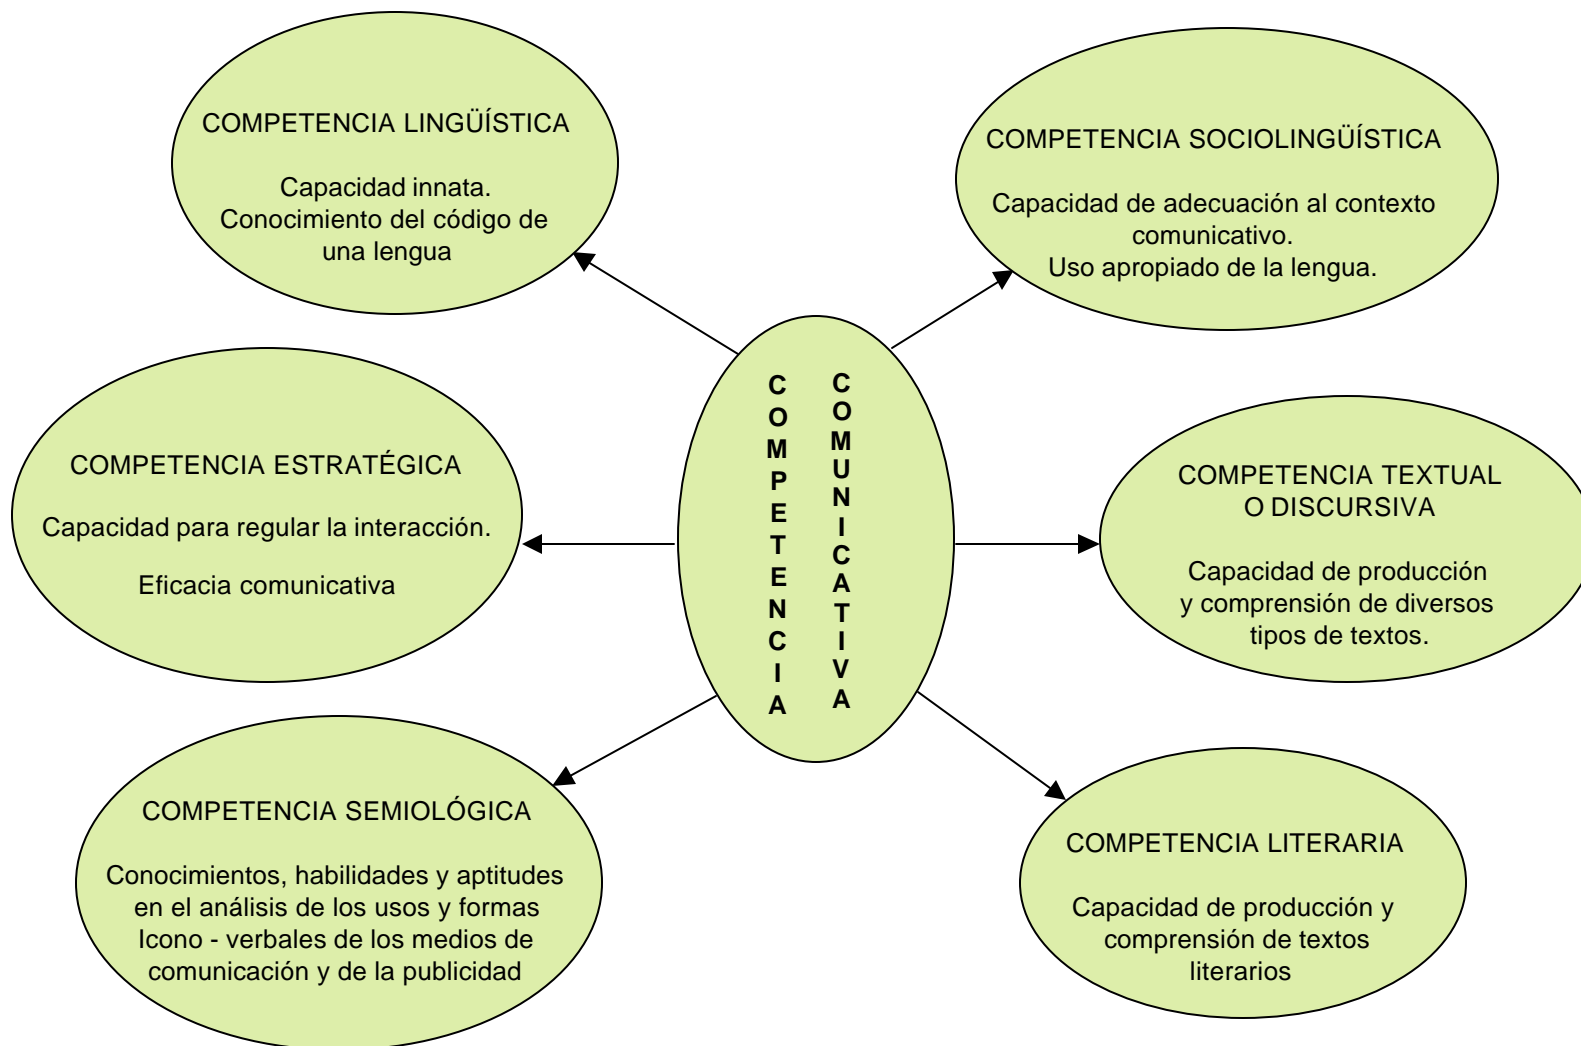 COMPETENCIA LINGÜÍSTICA
Capacidad innata.
Conocimiento del código de
una lengua
COMPETENCIA SOCIOLINGÜÍSTICA
Capacidad de adecuación al contexto
comunicativo.
Uso apropiado de la lengua.
COMPETENCIA
COMUNICATIVA
COMPETENCIA ESTRATÉGICA
Capacidad para regular la interacción.
Eficacia comunicativa
COMPETENCIA TEXTUAL
O DISCURSIVA
Capacidad de producción
y comprensión de diversos
tipos de textos.
COMPETENCIA SEMIOLÓGICA
Conocimientos, habilidades y aptitudes
en el análisis de los usos y formas
Icono - verbales de los medios de
comunicación y de la publicidad
COMPETENCIA LITERARIA
Capacidad de producción y
comprensión de textos
literarios